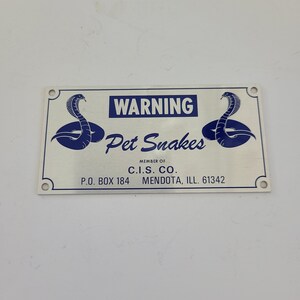 WARNING
Pet Snakes
MEMBER OF
C.I.S. CO.
P.O. BOX 184 MENDOTA, ILL. 61342